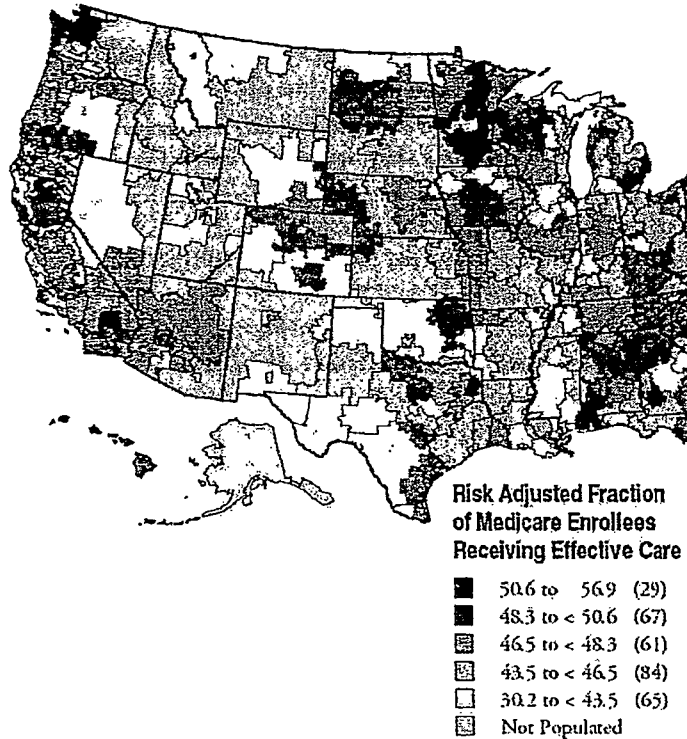 Risk Adjusted Fraction
of Medicare Enrollees
Receiving Effective Care
50.6 to 56.9 (29)
48.3 to < 50.6 (67)
46.5 to < 48.3 (61)
43.5 to < 46.5 (84)
30.2 to < 43.5 (65)
Not Populated